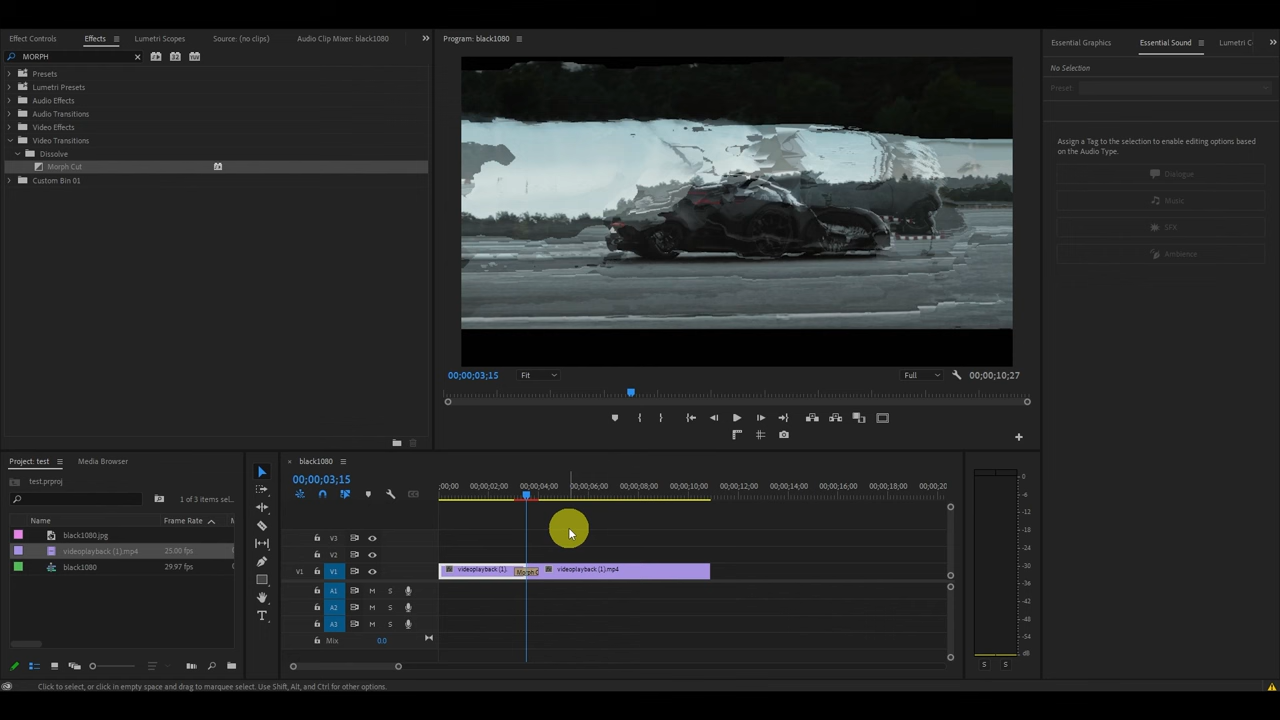 Effect Controls
Effects
Lumetri Scopes
Source: (no clips)
Audio Clip Mixer: black1080
MORPH
Presets
Lumetri Presets
Audio Effects
Audio Transitions
Video Effects
Video Transitions
Dissolve
Morph Cut
Custom Bin 01
Program: black1080
00;00;03;15
Fit
Full
00;00;10;27
Essential Graphics
Essential Sound
Lumetri C
No Selection
Preset:
Assign a Tag to the selection to enable editing options based
on the Audio Type.
Dialogue
Music
SFX
Ambience
Project: test
Media Browser
test.prproj
1 of 3 items sel...
Name
Frame Rate
black1080.jpg
videoplayback (1).mp4
25.00 fps
black1080
29.97 fps
black1080
00;00;03;15
;00;00
00;00;02;00
00;00;04;00
00;00;06;00
00;00;08;00
00;00;10;00
00;00;12;00
00;00;14;00
00;00;16;00
00;00;18;00
00;00;20
V3
V2
V1
V1
videoplayback (1).
Morph C
videoplayback (1).mp4
A1
M
S
A2
M
S
A3
M
S
Mix
0.0
0
-6
-12
-18
-24
-30
-36
-42
-48
-54
dB
S
S
Click to select, or click in empty space and drag to marquee select. Use Shift, Alt, and Ctrl for other options.